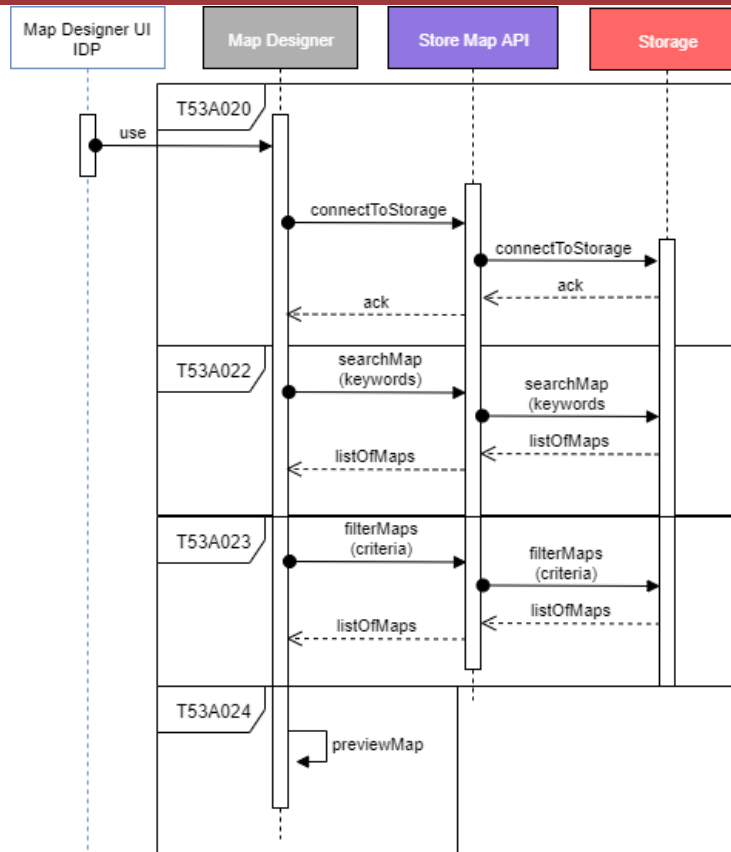 Map Designer UI
IDP
Map Designer
Store Map API
Storage
T53A020
use
connectToStorage
connectToStorage
ack
ack
T53A022
searchMap
(keywords)
searchMap
(keywords
listOfMaps
listOfMaps
T53A023
filterMaps
(criteria)
filterMaps
(criteria)
listOfMaps
listOfMaps
T53A024
previewMap